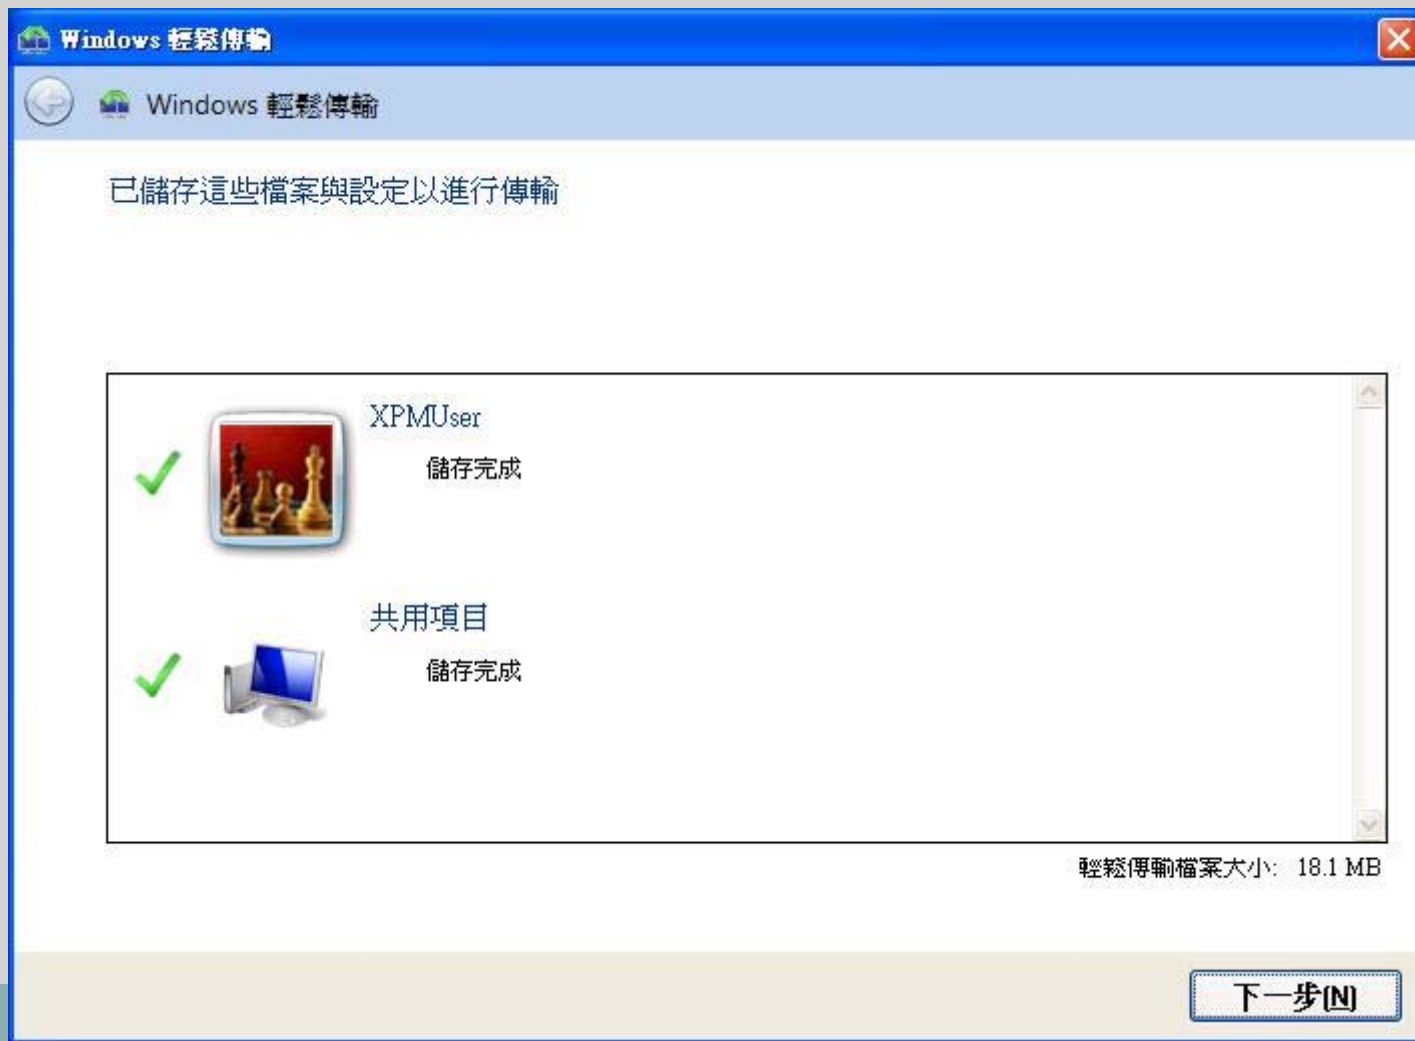 Windows 輕鬆傳輸
Windows 輕鬆傳輸
已儲存這些檔案與設定以進行傳輸
XPMUser
儲存完成
共用項目
儲存完成
輕鬆傳輸檔案大小: 18.1 MB
下一步(N)